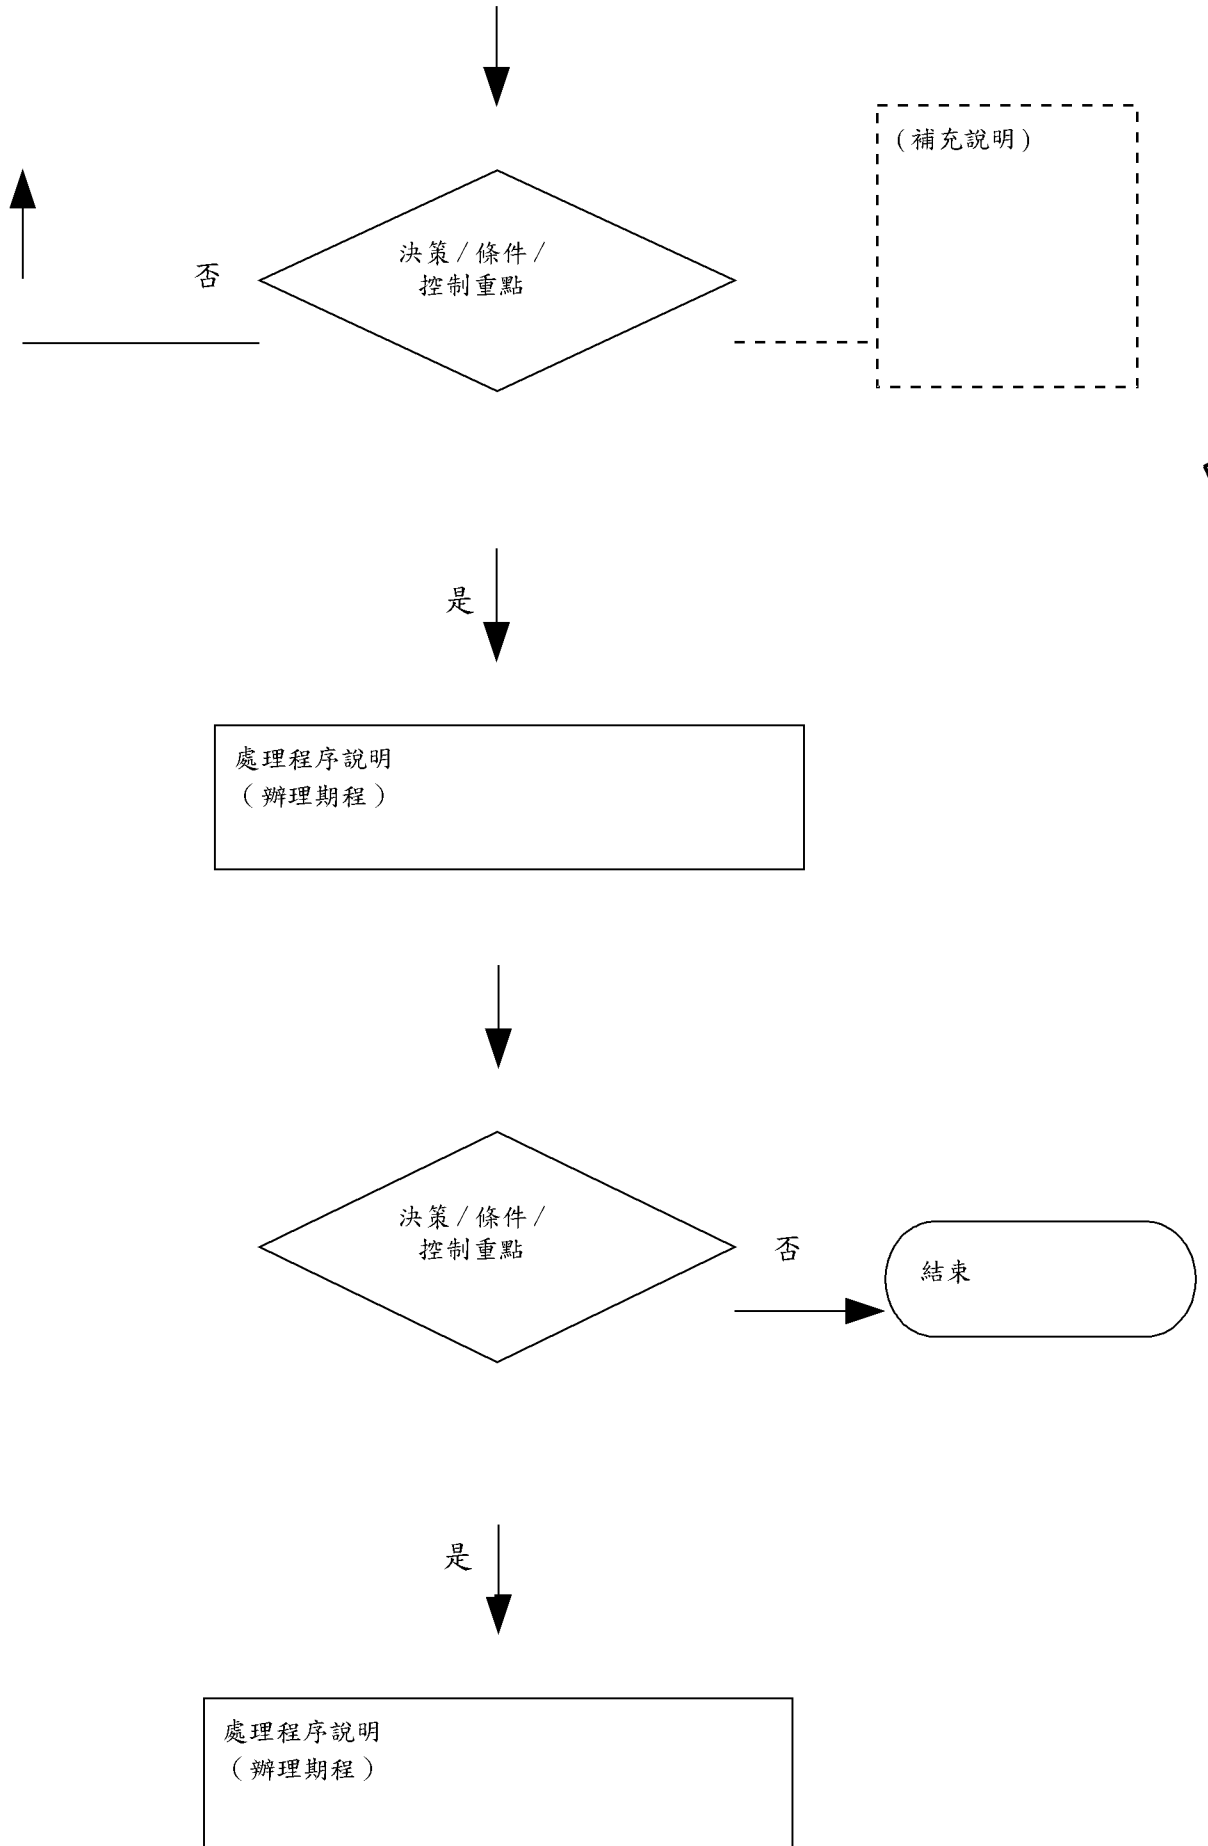 (補充說明)
決策/條件/
控制重點
否
是
處理程序說明
(辦理期程)
決策/條件/
控制重點
否
結束
是
處理程序說明
(辦理期程)